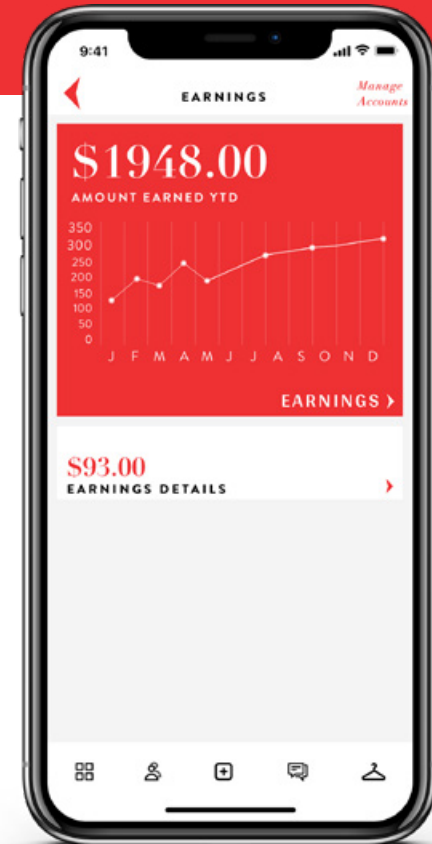 9:41
EARNINGS
Manage
Accounts
$1948.00
AMOUNT EARNED YTD
350
300
250
200
150
100
50
0
J F M A M J J A S O N D
EARNINGS >
$93.00
EARNINGS DETAILS >